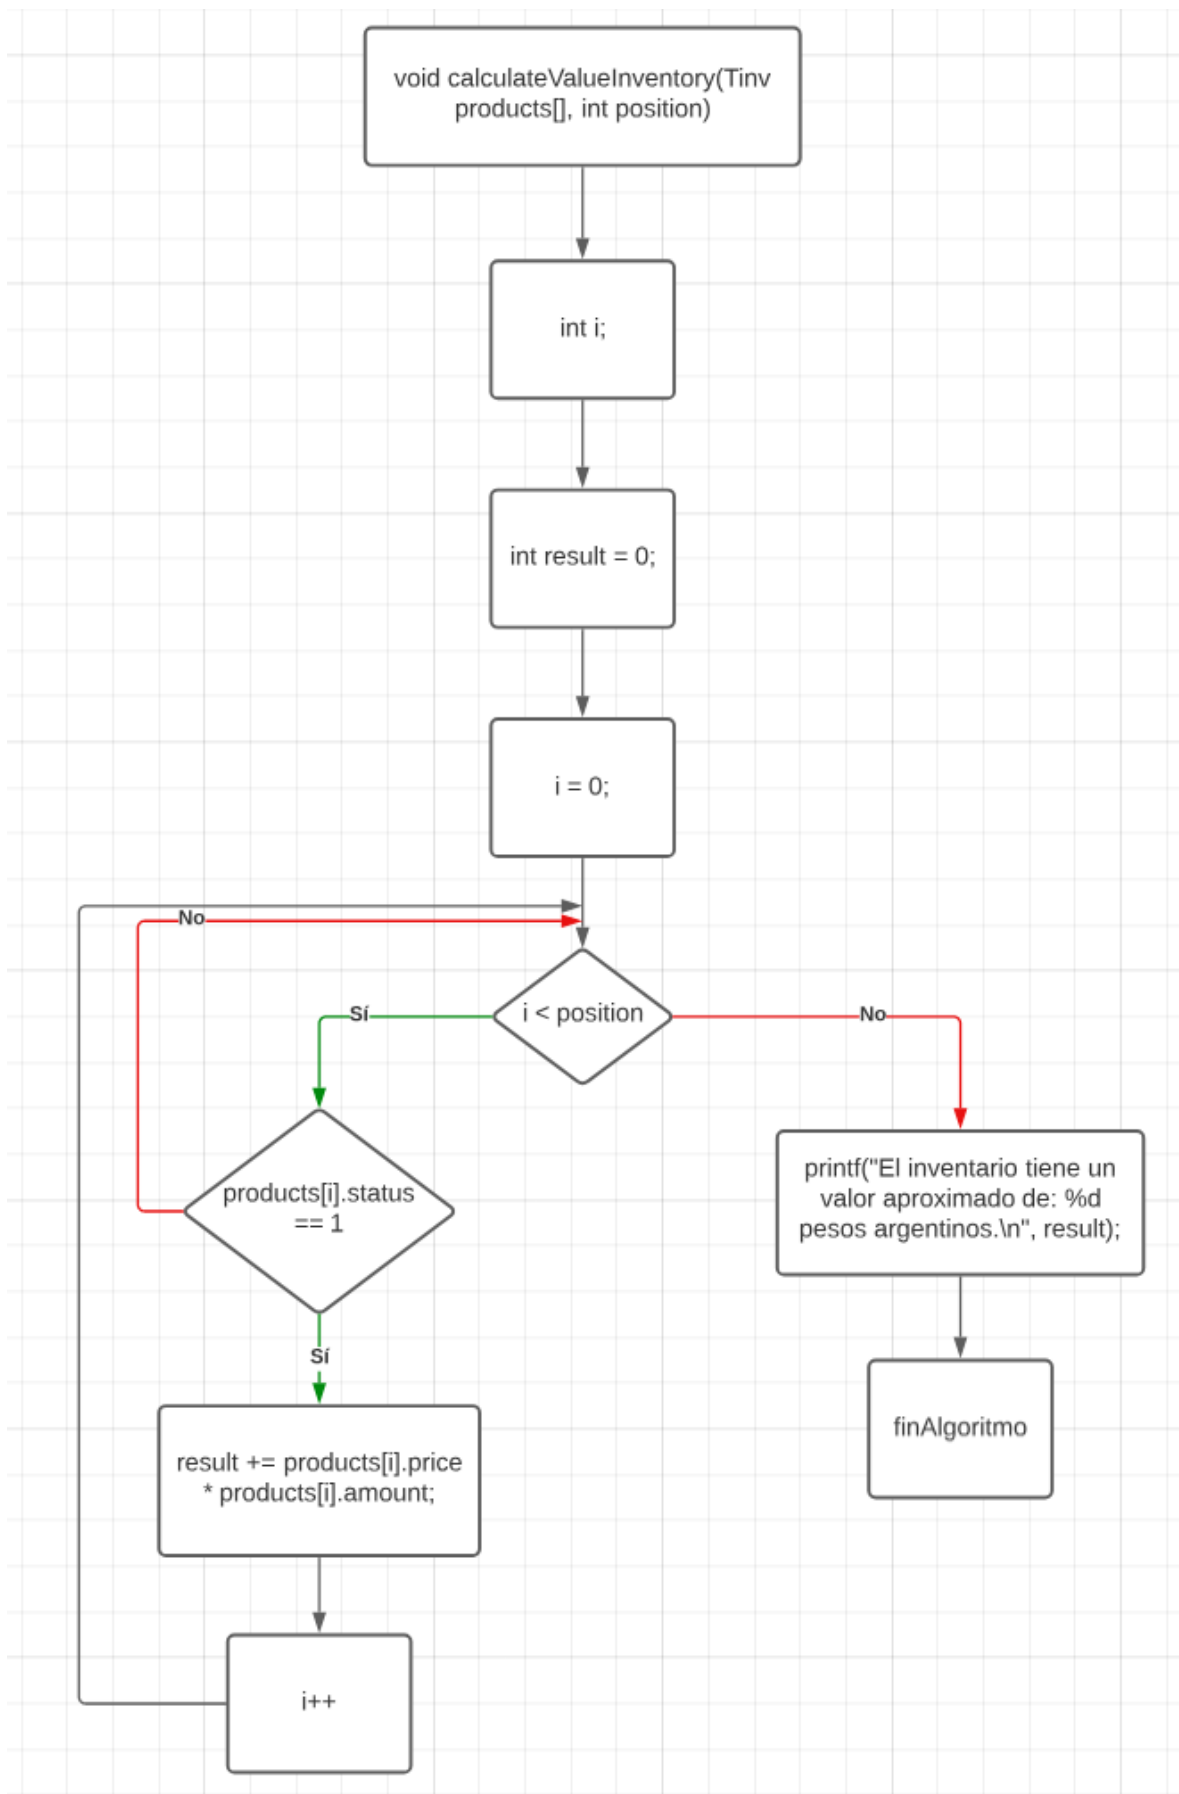 void calculateValueInventory(Tinv
products[], int position)
int i;
int result = 0;
i = 0;
No
i < position
Sí
No
products[i].status
== 1
printf("El inventario tiene un
valor aproximado de: %d
pesos argentinos.\n", result);
Sí
finAlgoritmo
result += products[i].price
* products[i].amount;
i++